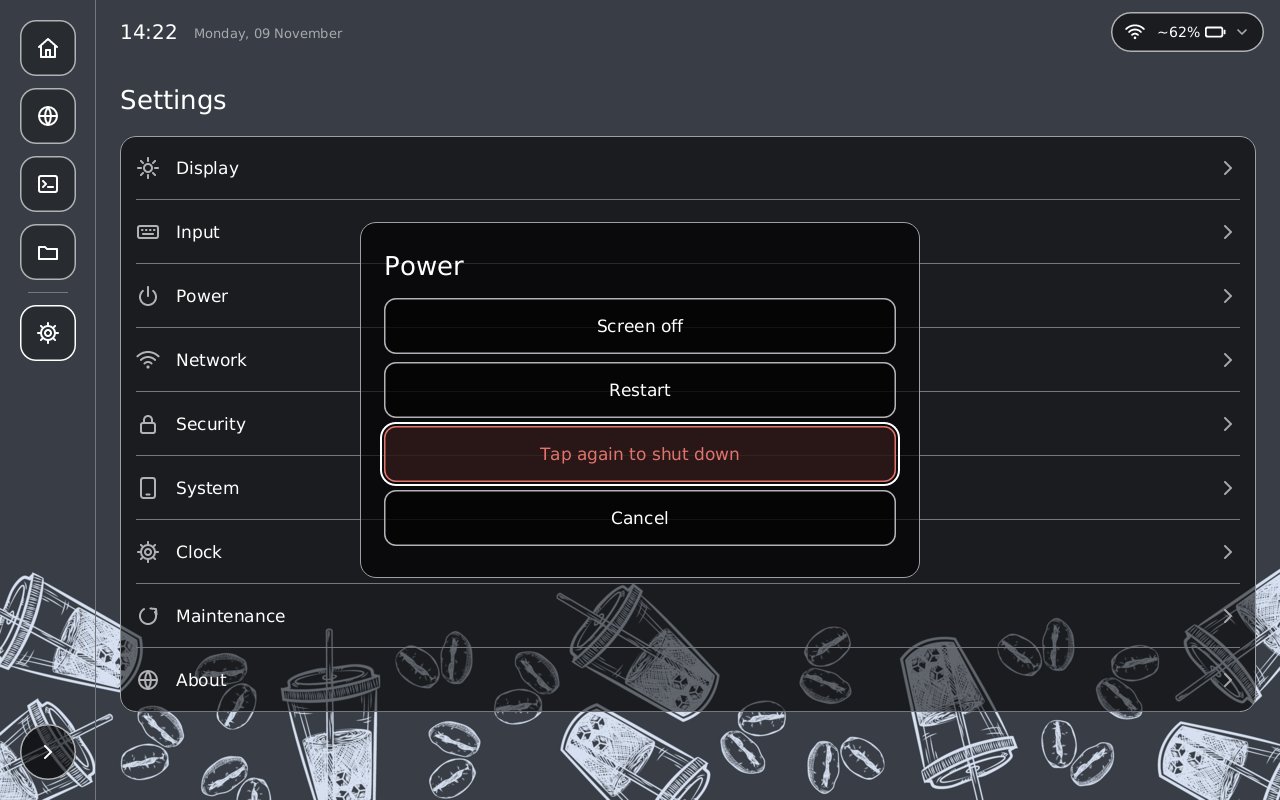 14:22 Monday, 09 November
~62%
Settings
Display
Input
Power
Network
Security
System
Clock
Maintenance
About
Power
Screen off
Restart
Tap again to shut down
Cancel